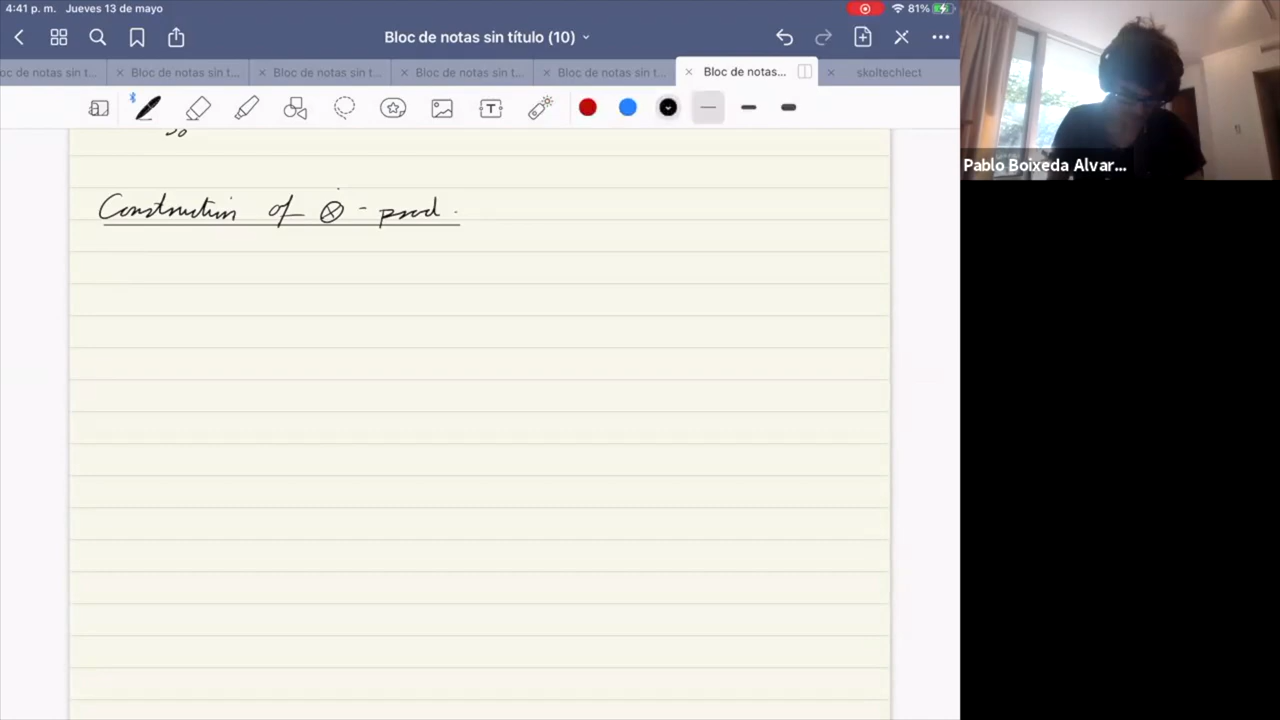 4:41 p. m. Jueves 13 de mayo
81%
Bloc de notas sin título (10)
oc de notas sin t...
Bloc de notas sin t...
Bloc de notas sin t...
Bloc de notas sin t...
Bloc de notas sin t...
Bloc de notas...
skoltechlect
T
Construction of ⊗ - prod.
Pablo Boixeda Alvar...